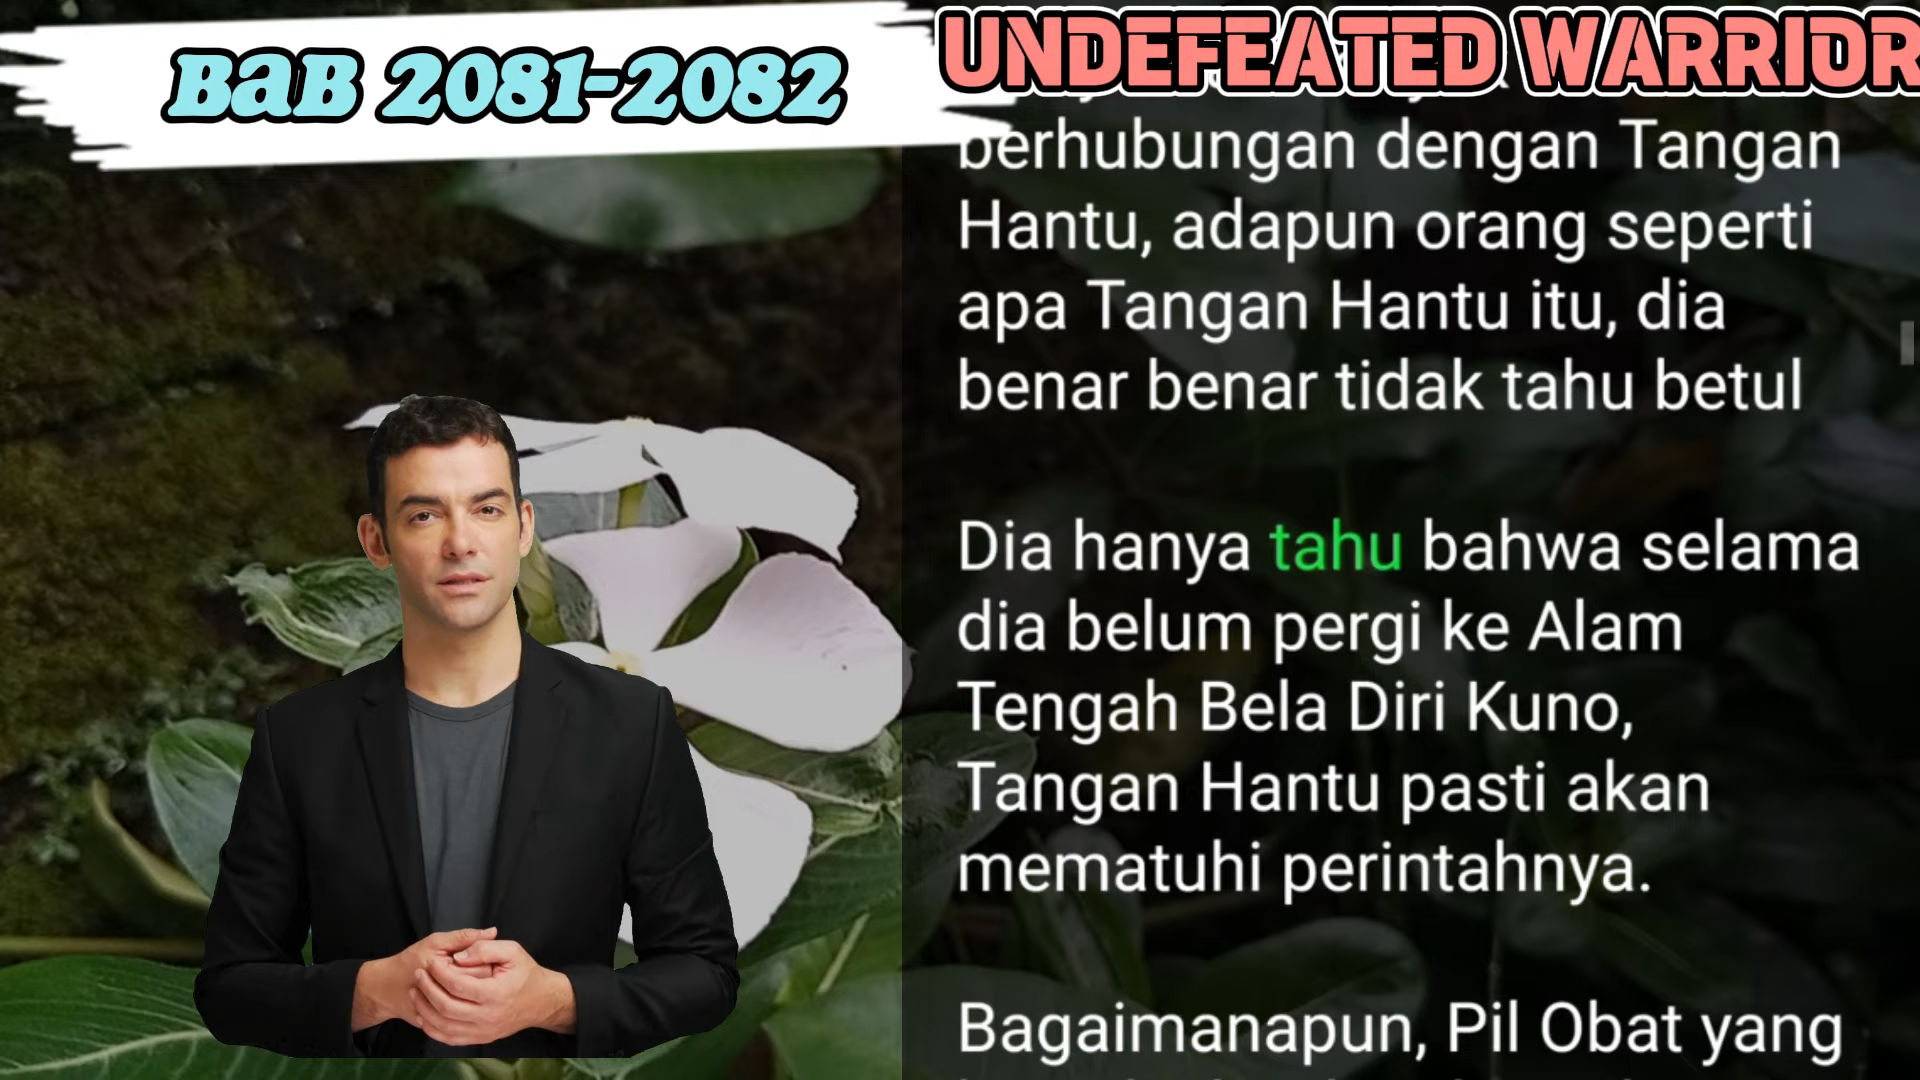 BaB 2081-2082
UNDEFEATED WARRIOR
berhubungan dengan Tangan
Hantu, adapun orang seperti
apa Tangan Hantu itu, dia
benar benar tidak tahu betul
Dia hanya tahu bahwa selama
dia belum pergi ke Alam
Tengah Bela Diri Kuno,
Tangan Hantu pasti akan
mematuhi perintahnya.
Bagaimanapun, Pil Obat yang